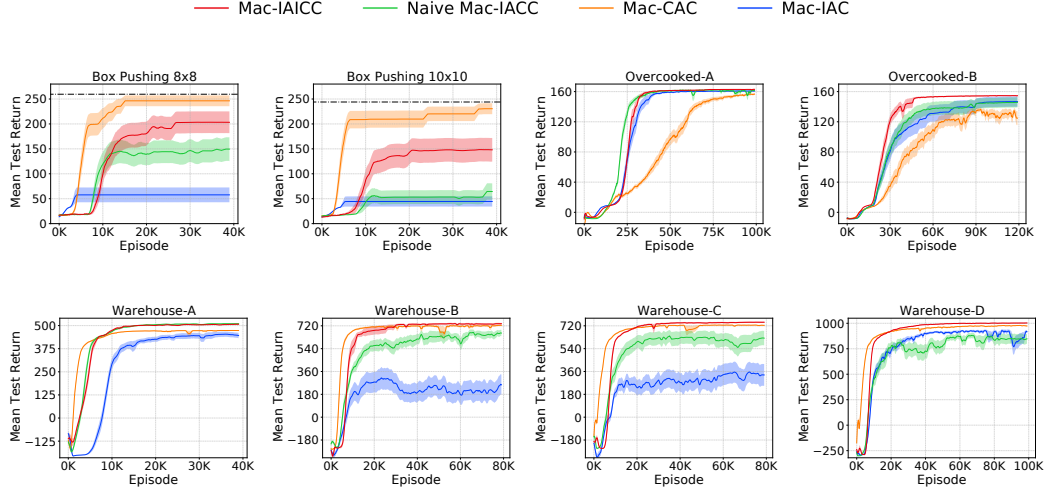 Mac-IAICC Naive Mac-IACC Mac-CAC Mac-IAC
Box Pushing 8x8
Mean Test Return
250
200
150
100
50
0
0K 10K 20K 30K 40K
Episode
Box Pushing 10x10
Mean Test Return
250
200
150
100
50
0
0K 10K 20K 30K 40K
Episode
Overcooked-A
Mean Test Return
160
120
80
40
0
0K 25K 50K 75K 100K
Episode
Overcooked-B
Mean Test Return
160
120
80
40
0
0K 30K 60K 90K 120K
Episode
Warehouse-A
Mean Test Return
500
375
250
125
0
−125
0K 10K 20K 30K 40K
Episode
Warehouse-B
Mean Test Return
720
540
360
180
0
−180
0K 20K 40K 60K 80K
Episode
Warehouse-C
Mean Test Return
720
540
360
180
0
−180
0K 20K 40K 60K 80K
Episode
Warehouse-D
Mean Test Return
1000
750
500
250
0
−250
0K 20K 40K 60K 80K 100K
Episode